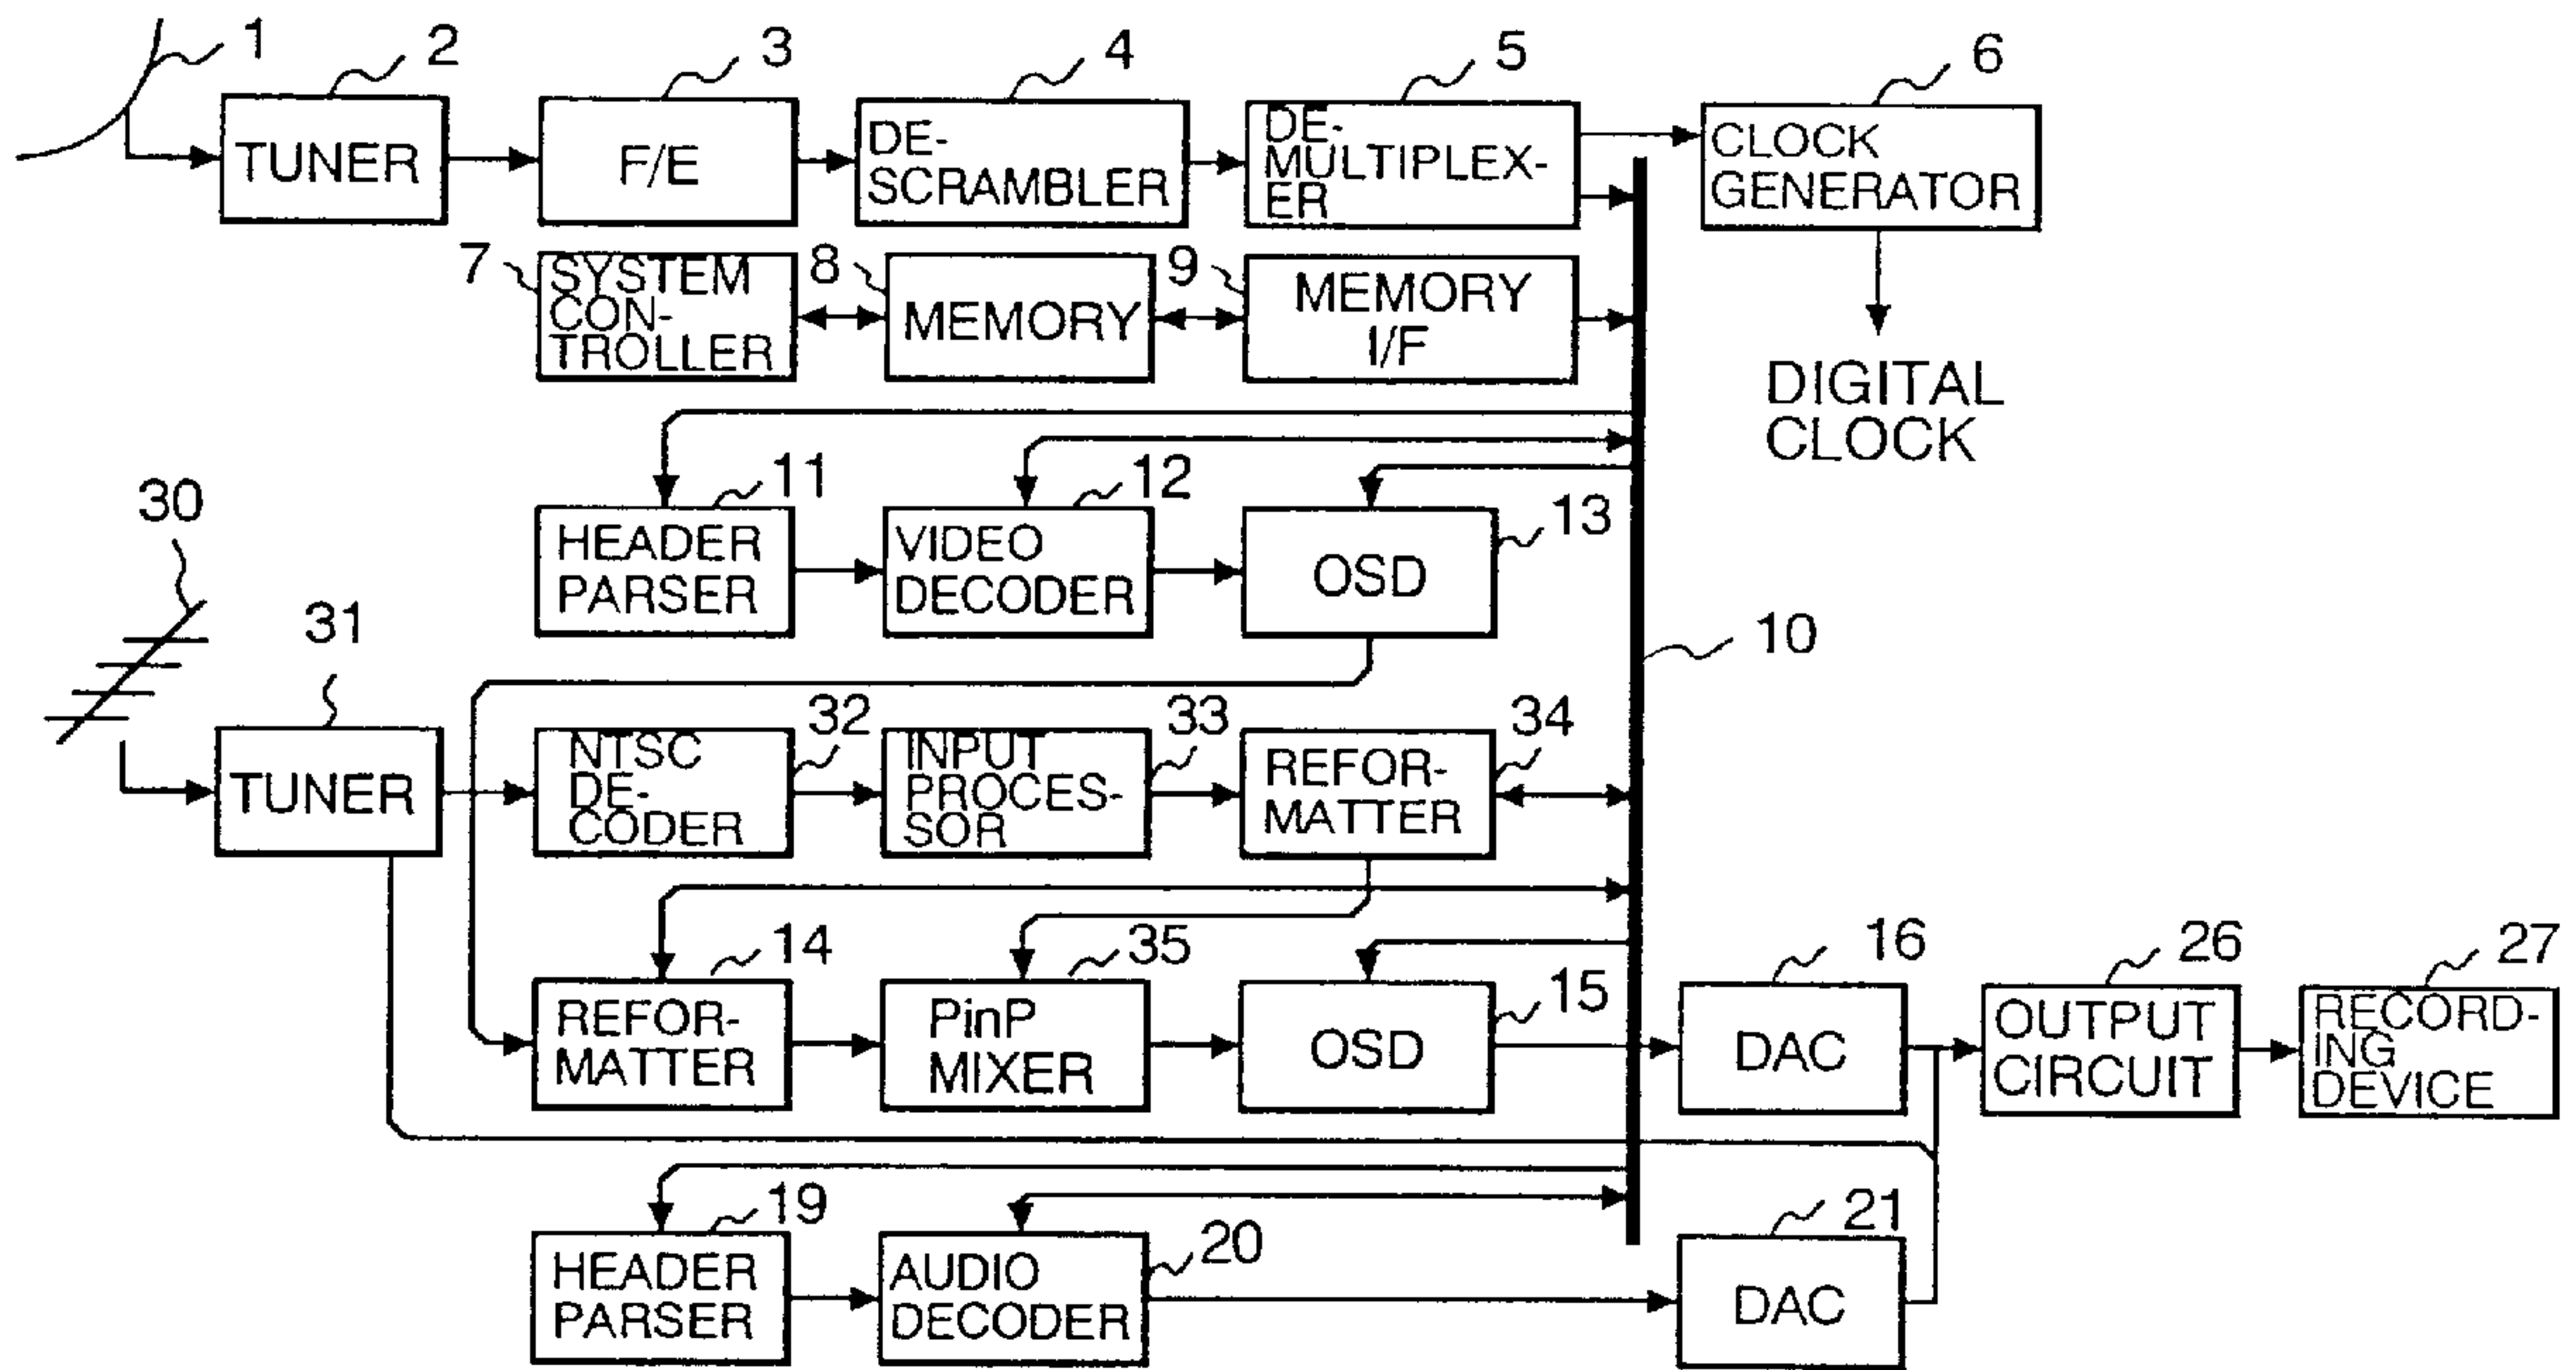 1
2
3
4
5
6
TUNER
F/E
DE-
SCRAMBLER
DE-
MULTIPLEX-
ER
CLOCK
GENERATOR
7
SYSTEM
CON-
TROLLER
8
MEMORY
9
MEMORY
I/F
DIGITAL
CLOCK
11
12
13
HEADER
PARSER
VIDEO
DECODER
OSD
30
31
10
32
33
34
TUNER
NTSC
DE-
CODER
INPUT
PROCES-
SOR
REFOR-
MATTER
14
35
15
16
26
27
REFOR-
MATTER
PinP
MIXER
OSD
DAC
OUTPUT
CIRCUIT
RECORD-
ING
DEVICE
19
20
21
HEADER
PARSER
AUDIO
DECODER
DAC